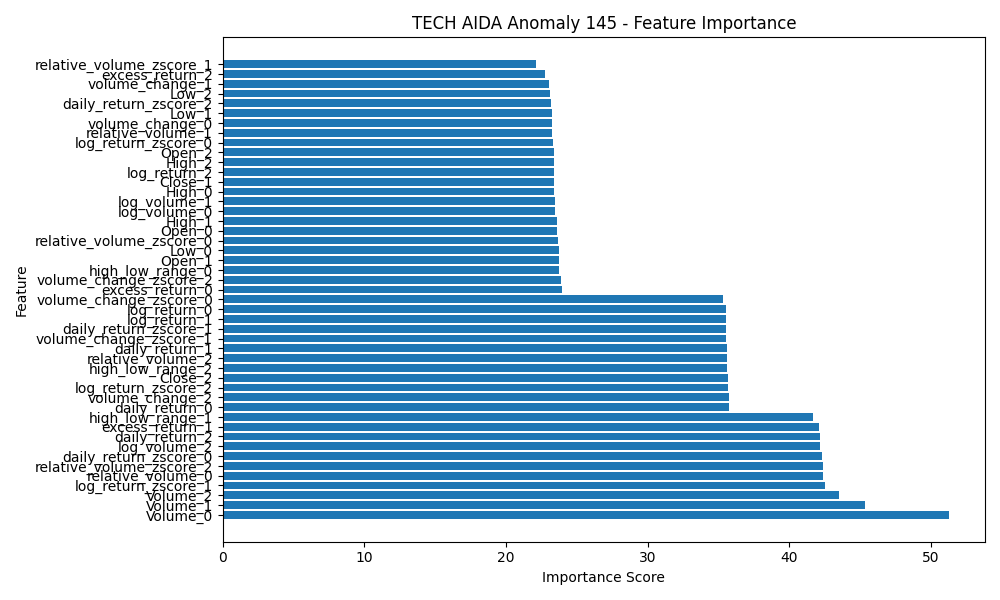 TECH AIDA Anomaly 145 - Feature Importance
relative_volume_zscore_1
excess_return_2
volume_change_1
Low_2
daily_return_zscore_2
Low_1
volume_change_0
relative_volume_1
log_return_zscore_0
Open_2
High_2
log_return_2
Close_1
High_0
log_volume_1
log_volume_0
High_1
Open_0
relative_volume_zscore_0
Low_0
Open_1
high_low_range_0
volume_change_zscore_2
excess_return_0
volume_change_zscore_0
log_return_0
log_return_1
daily_return_zscore_1
volume_change_zscore_1
daily_return_1
relative_volume_2
high_low_range_2
Close_2
log_return_zscore_2
volume_change_2
daily_return_0
high_low_range_1
excess_return_1
daily_return_2
log_volume_2
daily_return_zscore_0
relative_volume_zscore_2
relative_volume_0
log_return_zscore_1
Volume_2
Volume_1
Volume_0
Feature
0 10 20 30 40 50
Importance Score